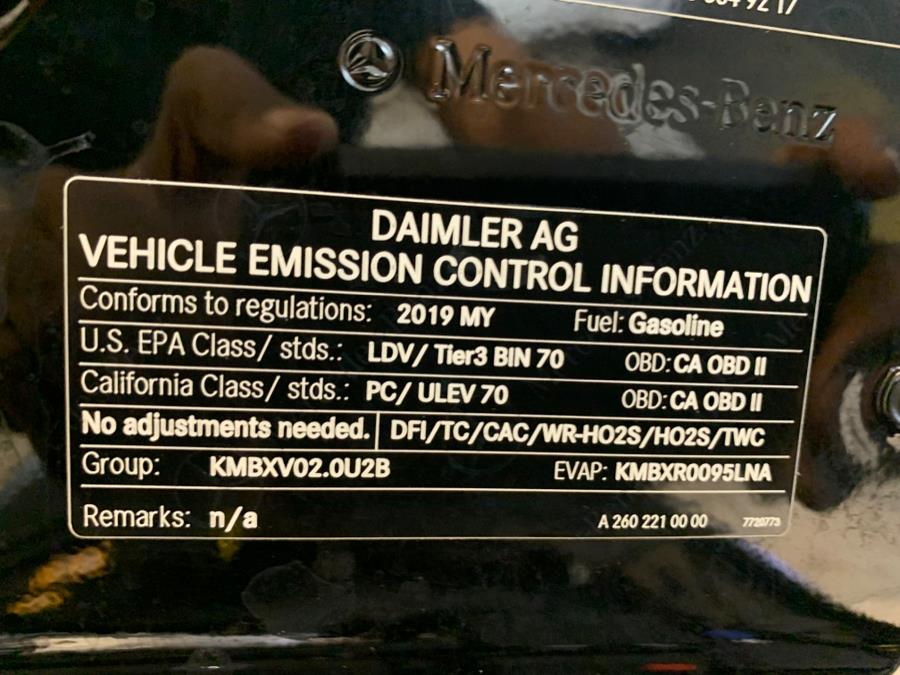 Mercedes-Benz
DAIMLER AG
VEHICLE EMISSION CONTROL INFORMATION
Conforms to regulations: 2019 MY Fuel: Gasoline
U.S. EPA Class/ stds.: LDV/ Tier3 BIN 70 OBD: CA OBD II
California Class/ stds.: PC/ ULEV 70 OBD: CA OBD II
No adjustments needed. DFI/TC/CAC/WR-HO2S/HO2S/TWC
Group: KMBXV02.0U2B EVAP: KMBXR0095LNA
Remarks: n/a A 260 221 00 00 7720773